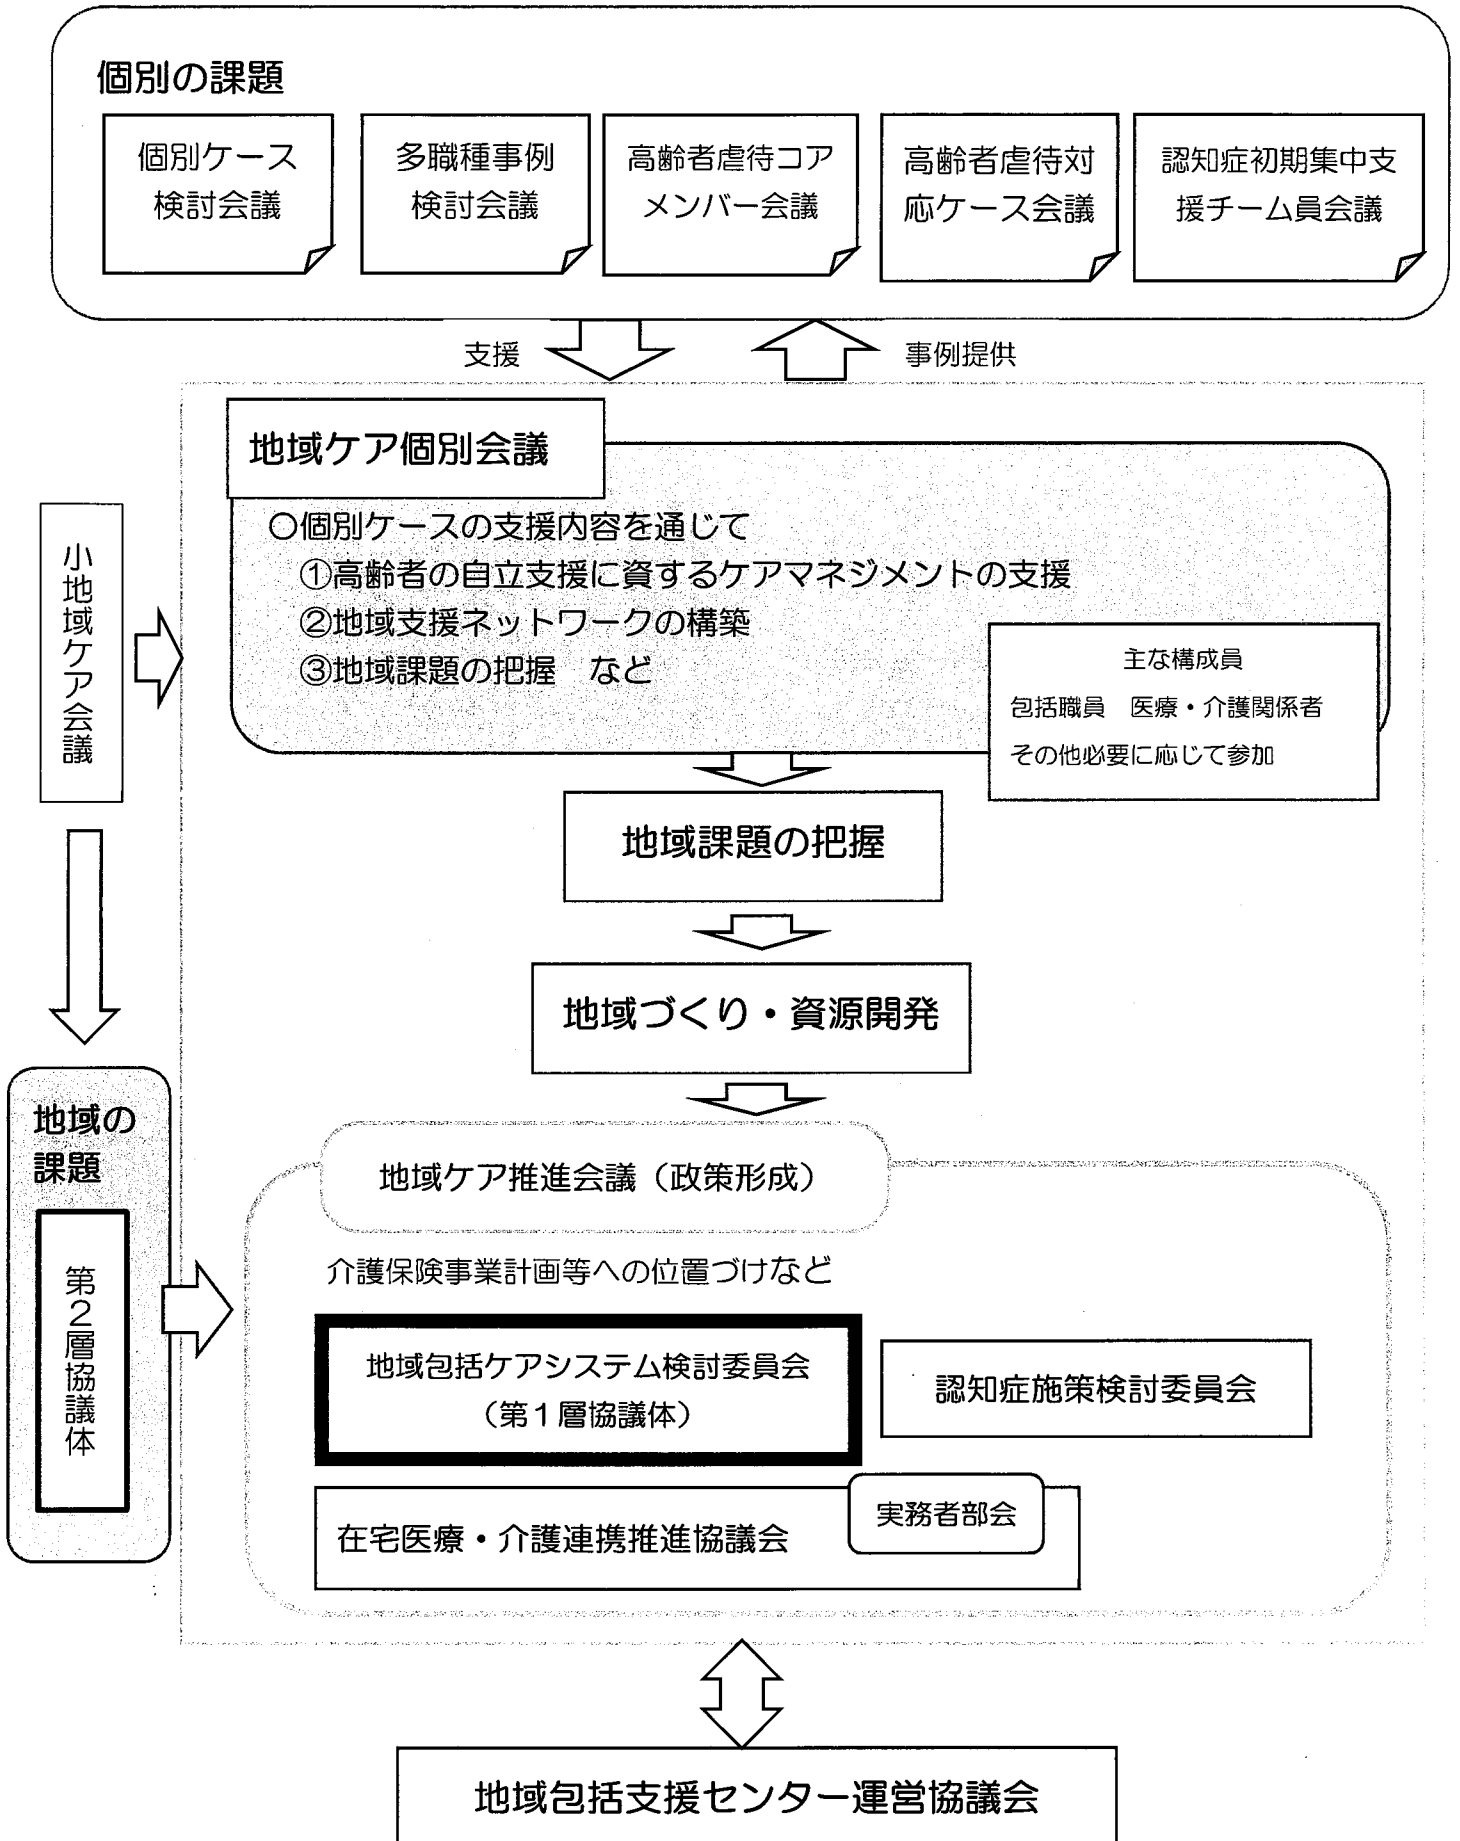 個別の課題
個別ケース
検討会議
多職種事例
検討会議
高齢者虐待コア
メンバー会議
高齢者虐待対
応ケース会議
認知症初期集中支
援チーム員会議
支援
事例提供
地域ケア個別会議
〇個別ケースの支援内容を通じて
①高齢者の自立支援に資するケアマネジメントの支援
②地域支援ネットワークの構築
③地域課題の把握　など
主な構成員
包括職員　医療・介護関係者
その他必要に応じて参加
小地域ケア会議
地域課題の把握
地域づくり・資源開発
地域の
課題
第２層協議体
地域ケア推進会議（政策形成）
介護保険事業計画等への位置づけなど
地域包括ケアシステム検討委員会
（第１層協議体）
認知症施策検討委員会
実務者部会
在宅医療・介護連携推進協議会
地域包括支援センター運営協議会